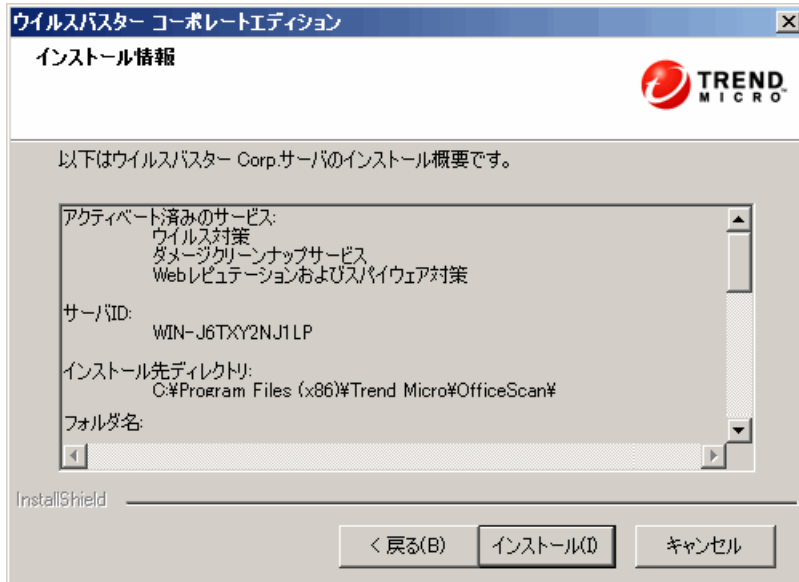 ウイルスバスター コーポレートエディション
インストール情報
TREND
MICRO
以下はウイルスバスター Corp.サーバのインストール概要です。
アクティベート済みのサービス:
ウイルス対策
ダメージクリーンナップサービス
Webレピュテーションおよびスパイウェア対策
サーバID:
WIN-J6TXY2NJ1LP
インストール先ディレクトリ:
C:¥Program Files (x86)¥Trend Micro¥OfficeScan¥
フォルダ名:
InstallShield
< 戻る(B)
インストール(I)
キャンセル